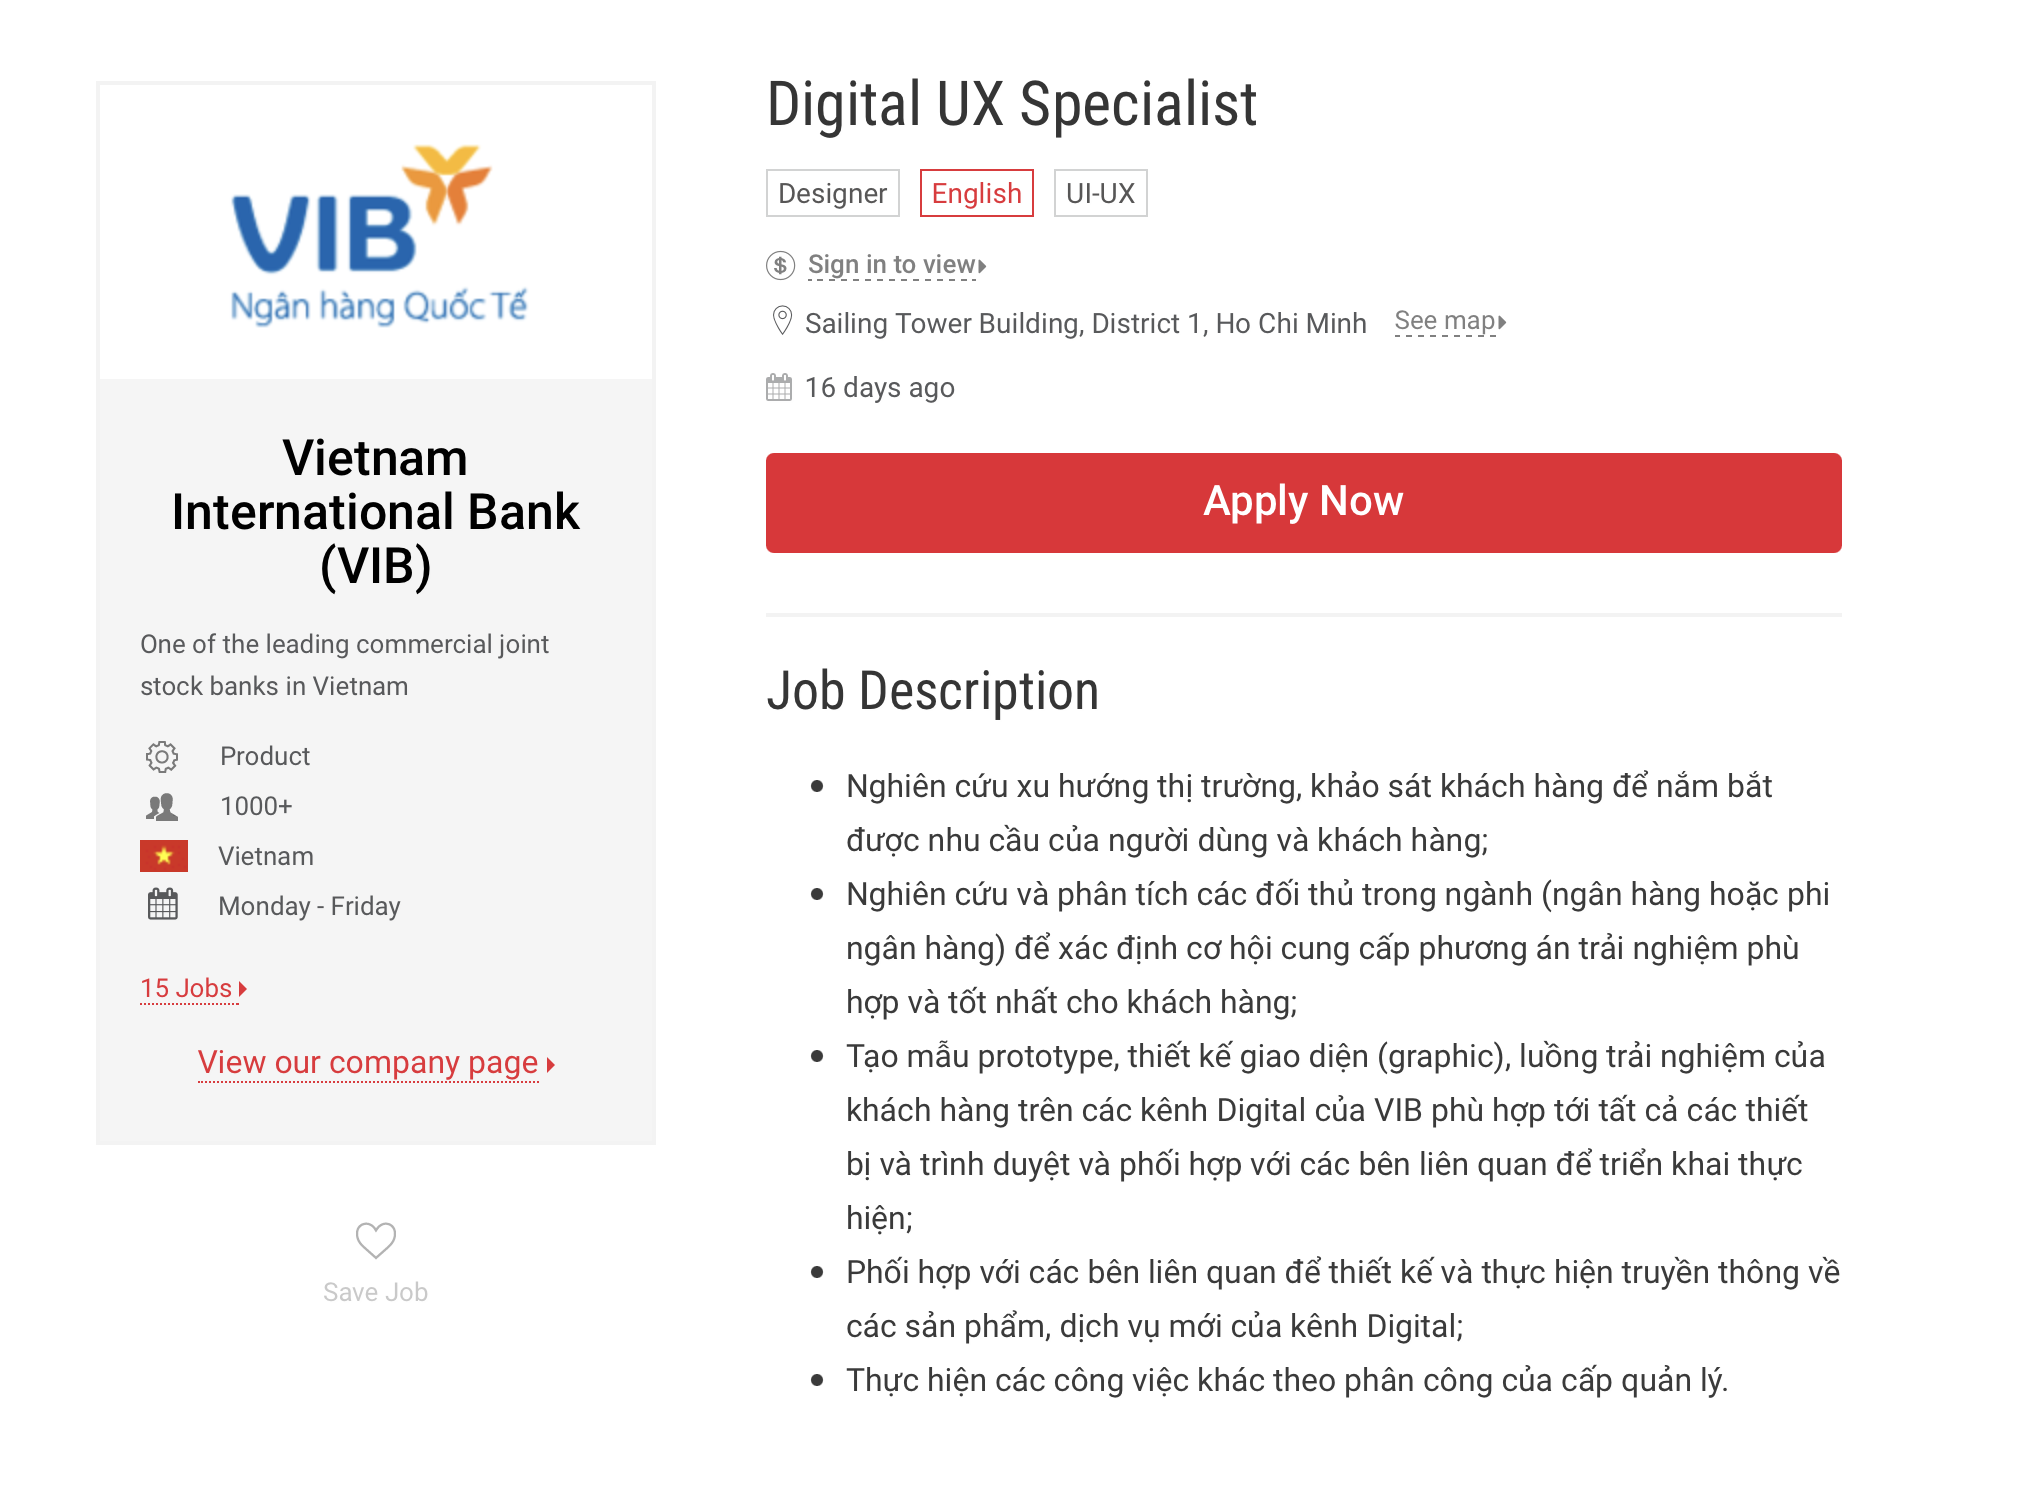 VIB
Ngân hàng Quốc Tế
Vietnam
International Bank
(VIB)
One of the leading commercial joint
stock banks in Vietnam
Product
1000+
Vietnam
Monday - Friday
15 Jobs
View our company page
Save Job
Digital UX Specialist
Designer English UI-UX
$ Sign in to view
Sailing Tower Building, District 1, Ho Chi Minh See map
16 days ago
Apply Now
Job Description
• Nghiên cứu xu hướng thị trường, khảo sát khách hàng để nắm bắt
được nhu cầu của người dùng và khách hàng;
• Nghiên cứu và phân tích các đối thủ trong ngành (ngân hàng hoặc phi
ngân hàng) để xác định cơ hội cung cấp phương án trải nghiệm phù
hợp và tốt nhất cho khách hàng;
• Tạo mẫu prototype, thiết kế giao diện (graphic), luồng trải nghiệm của
khách hàng trên các kênh Digital của VIB phù hợp tới tất cả các thiết
bị và trình duyệt và phối hợp với các bên liên quan để triển khai thực
hiện;
• Phối hợp với các bên liên quan để thiết kế và thực hiện truyền thông về
các sản phẩm, dịch vụ mới của kênh Digital;
• Thực hiện các công việc khác theo phân công của cấp quản lý.